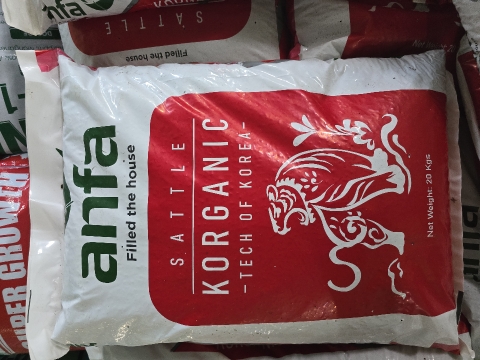 anfa
Filled the house
SATTLE
KORGANIC
–TECH OF KOREA–
Net Weight: 20 Kgs
SATTLE
Filled the house
SUPER GROWTH